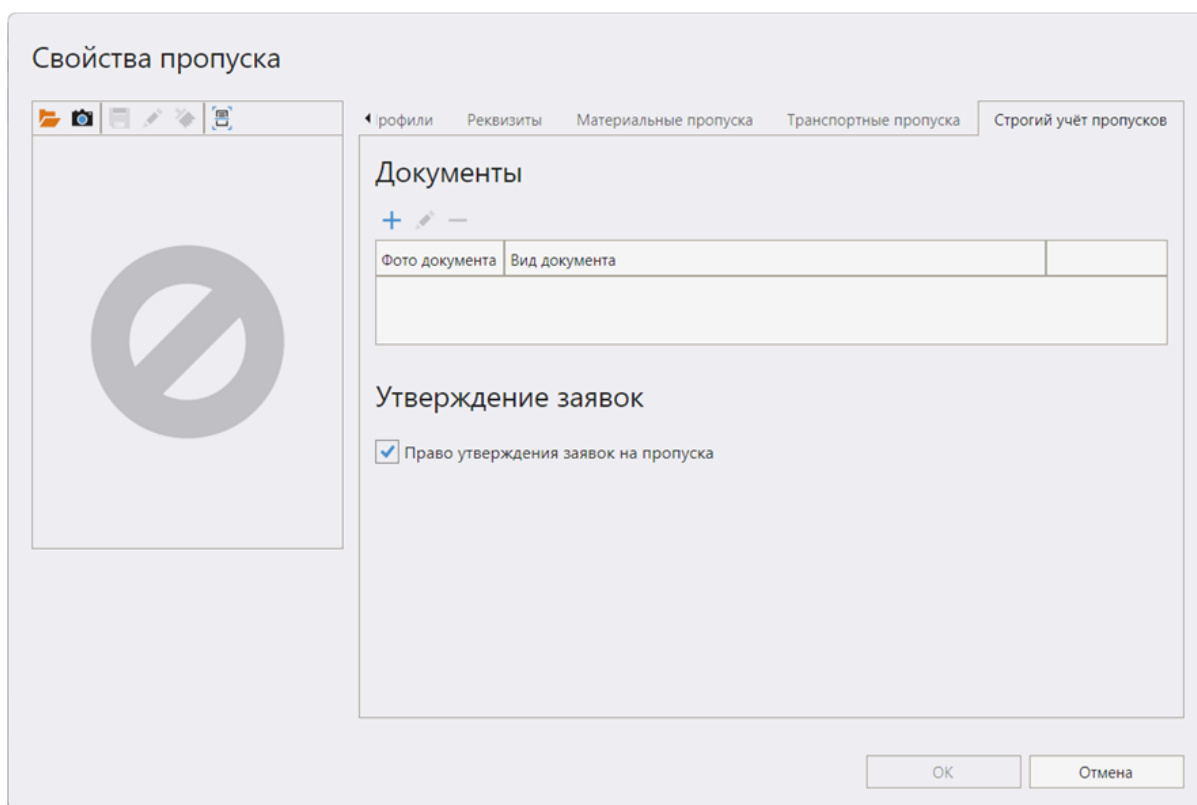 Свойства пропуска
рофили Реквизиты Материальные пропуска Транспортные пропуска Строгий учёт пропусков
Документы
Фото документа Вид документа
Утверждение заявок
Право утверждения заявок на пропуска
ОК Отмена